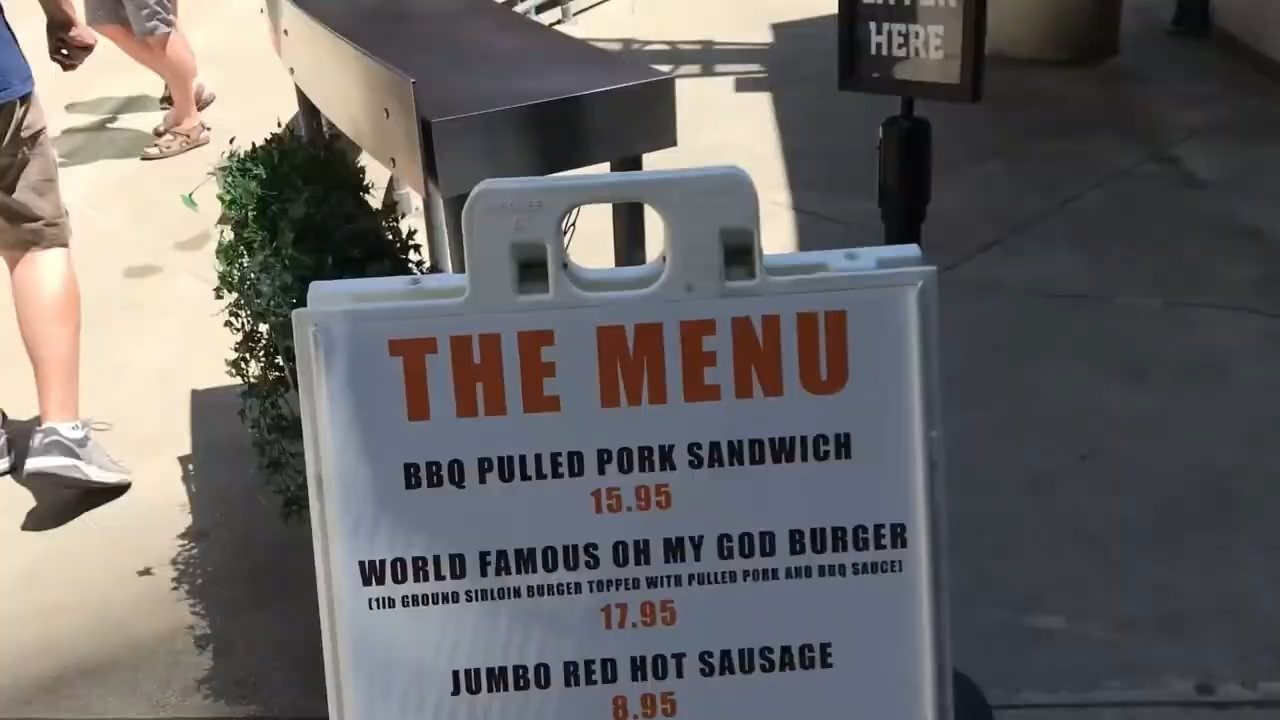 HERE
THE MENU
BBQ PULLED PORK SANDWICH
15.95
WORLD FAMOUS OH MY GOD BURGER
(1lb GROUND SIRLOIN BURGER TOPPED WITH PULLED PORK AND BBQ SAUCE)
17.95
JUMBO RED HOT SAUSAGE
8.95